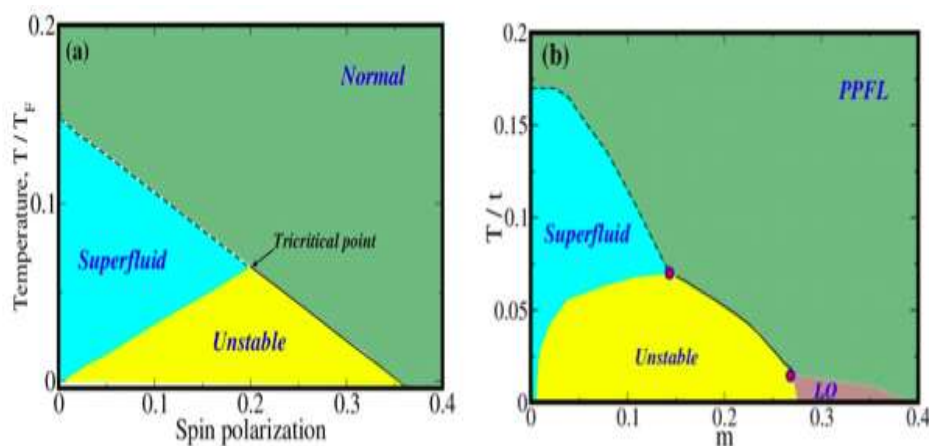 0.2
(a)
Normal
Temperature, T / T_F
0.1
Superfluid
Tricritical point
Unstable
0
0 0.1 0.2 0.3 0.4
Spin polarization
0.2
(b)
PPFL
0.15
T / t
0.1
Superfluid
0.05
Unstable
LO
0
0 0.1 0.2 0.3 0.4
m